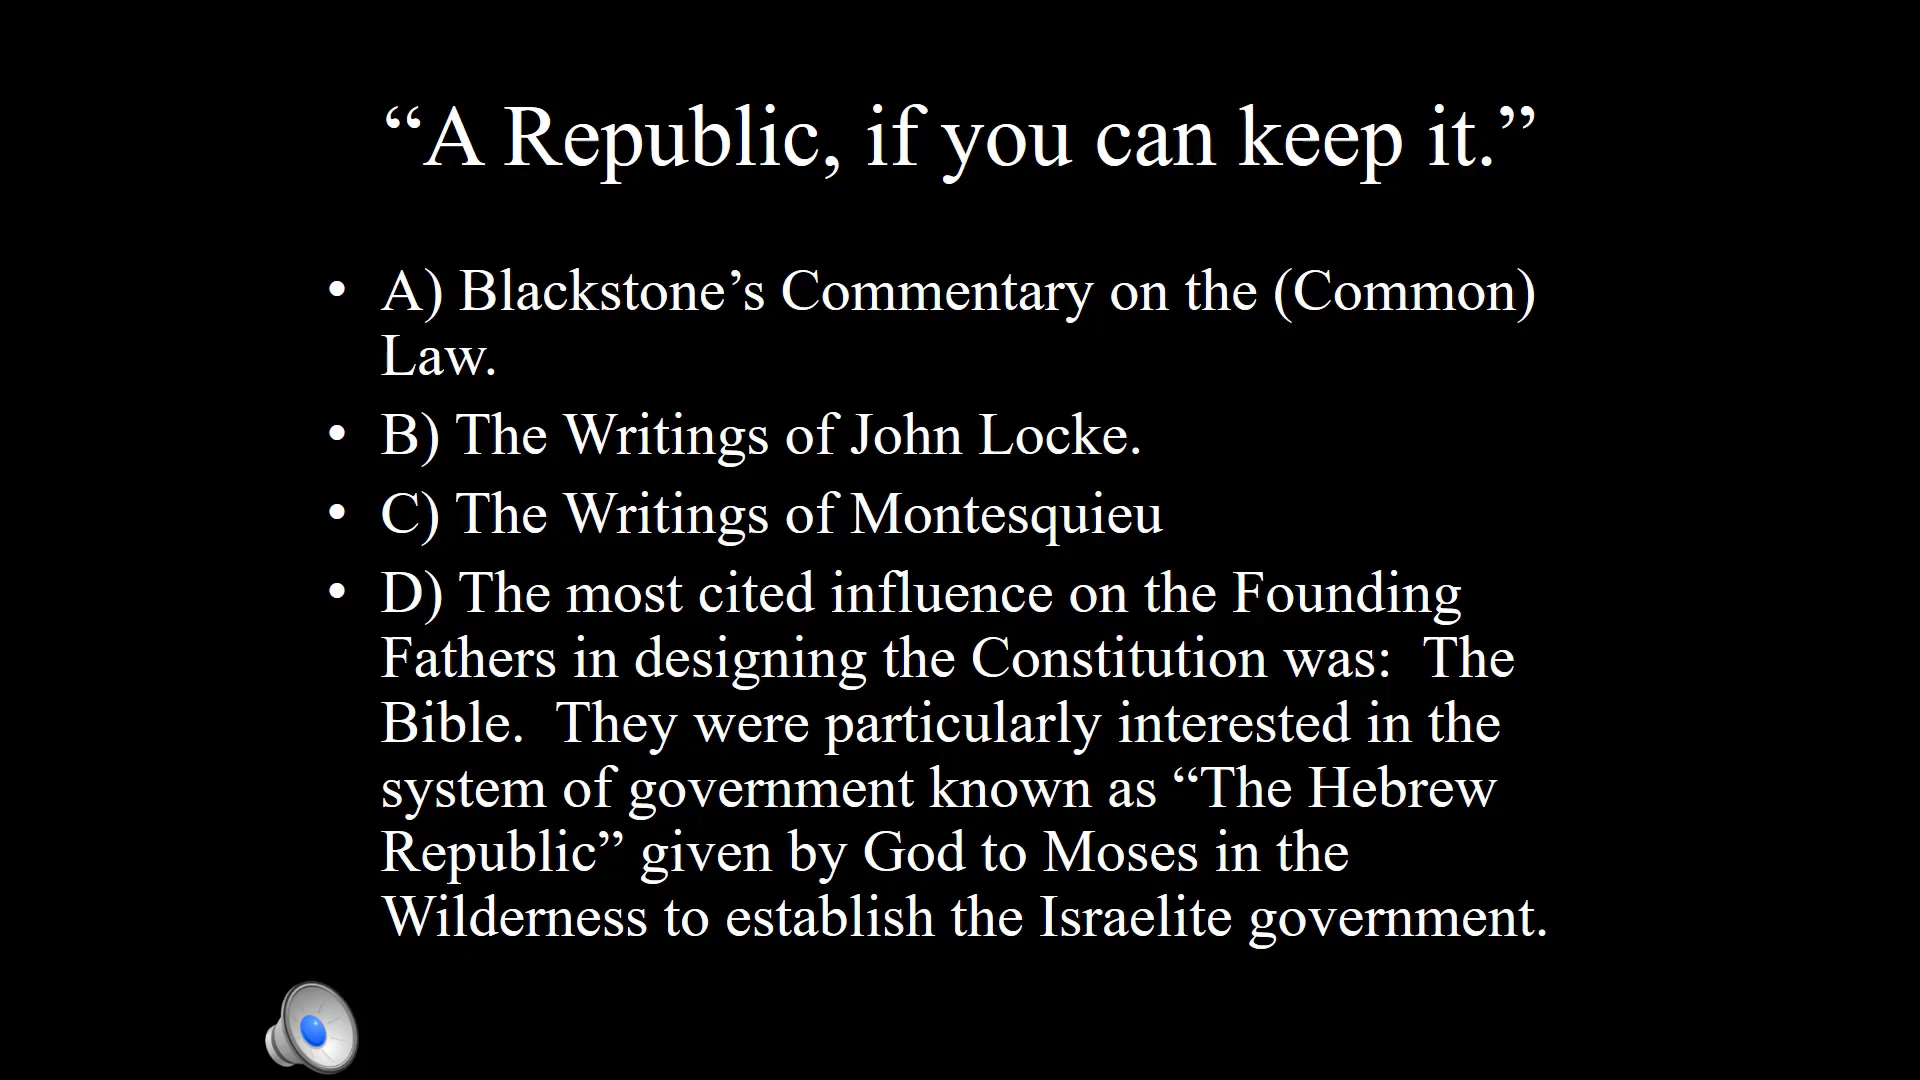 “A Republic, if you can keep it.”
• A) Blackstone’s Commentary on the (Common)
Law.
• B) The Writings of John Locke.
• C) The Writings of Montesquieu
• D) The most cited influence on the Founding
Fathers in designing the Constitution was:  The
Bible.  They were particularly interested in the
system of government known as “The Hebrew
Republic” given by God to Moses in the
Wilderness to establish the Israelite government.